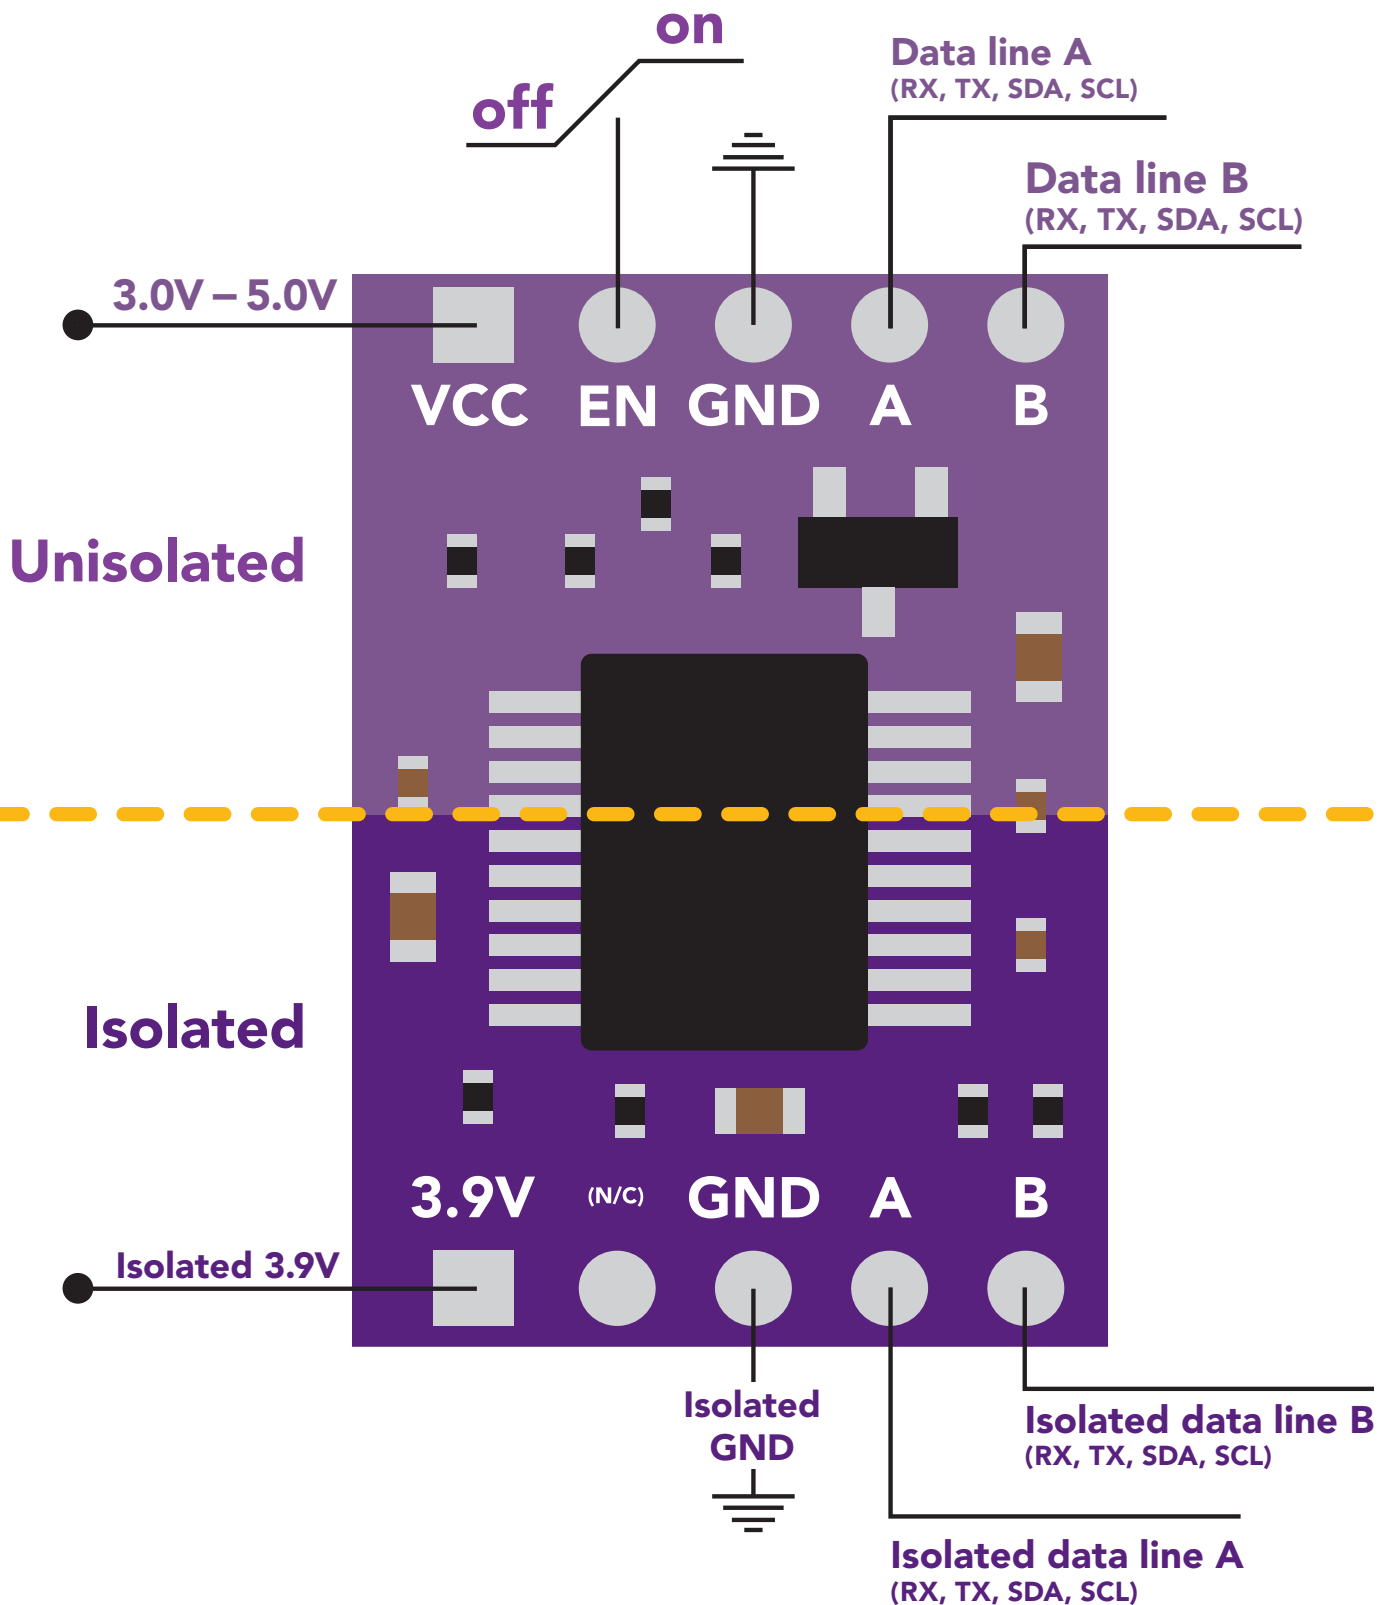 on
off
Data line A
(RX, TX, SDA, SCL)
Data line B
(RX, TX, SDA, SCL)
3.0V – 5.0V
VCC EN GND A B
Unisolated
Isolated
3.9V (N/C) GND A B
Isolated 3.9V
Isolated
GND
Isolated data line B
(RX, TX, SDA, SCL)
Isolated data line A
(RX, TX, SDA, SCL)